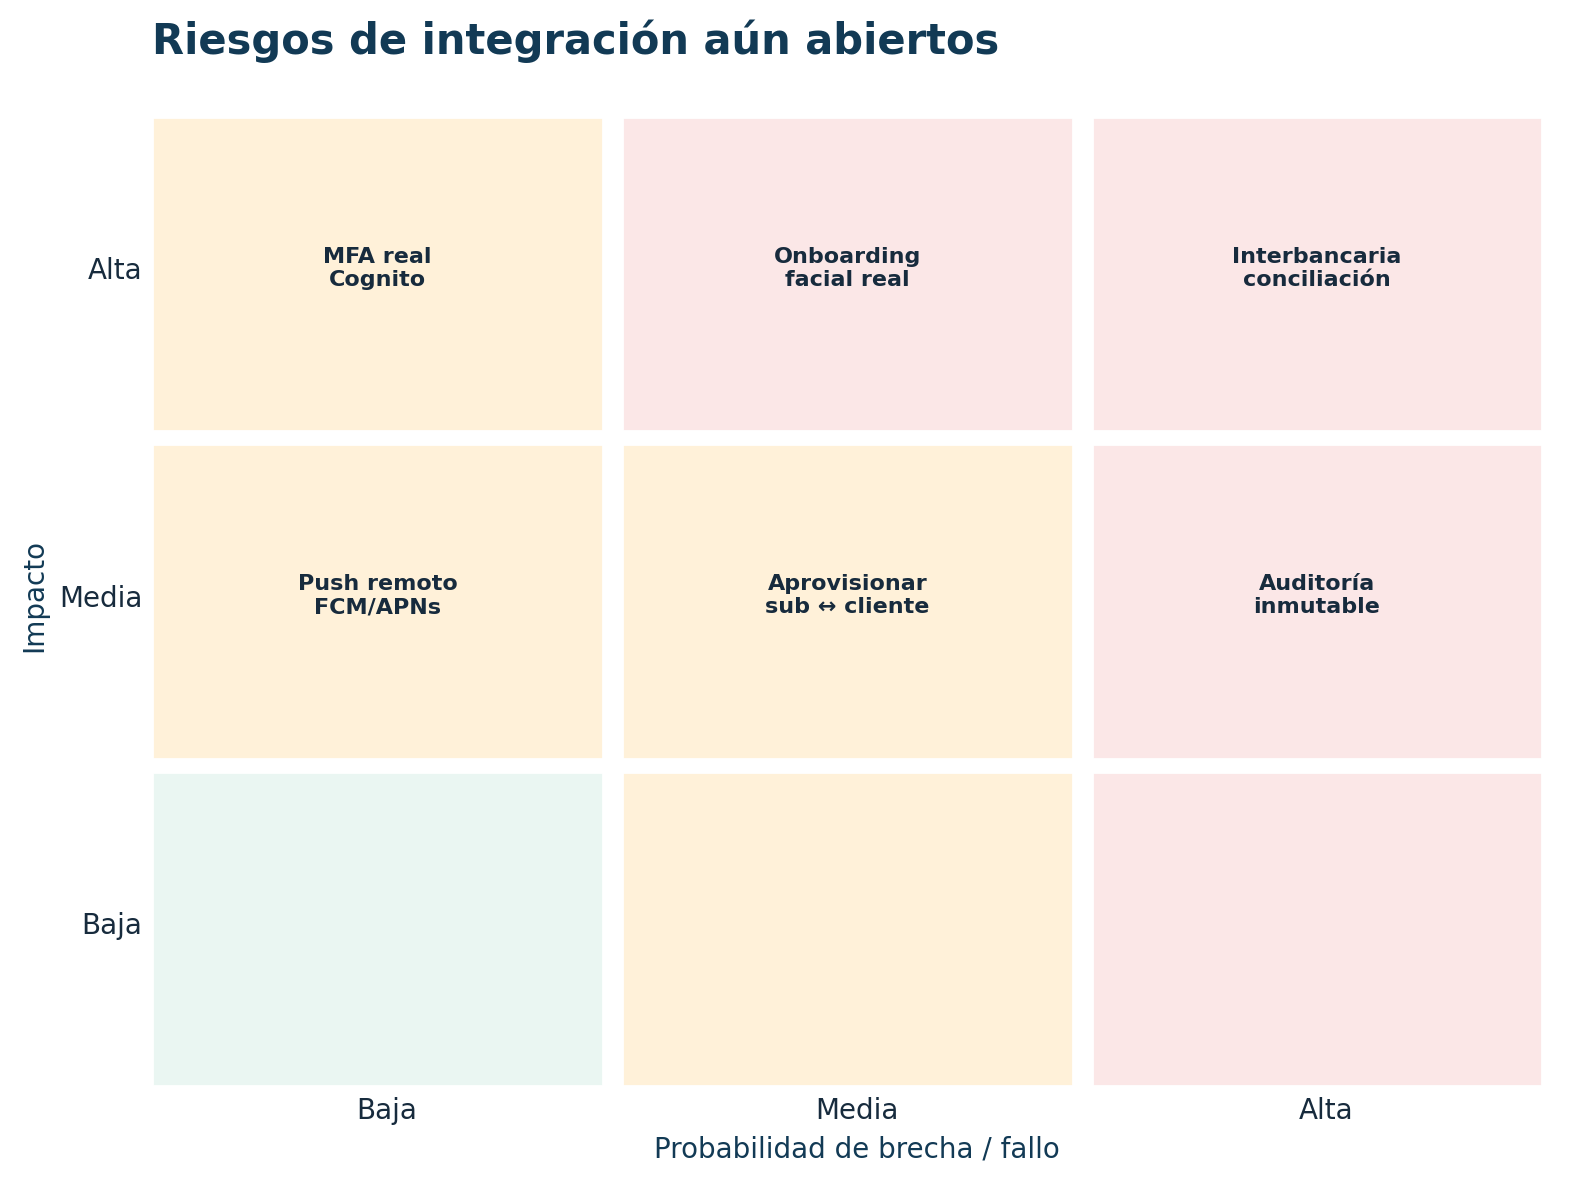 Riesgos de integración aún abiertos
Alta
MFA real
Cognito
Onboarding
facial real
Interbancaria
conciliación
Impacto
Media
Push remoto
FCM/APNs
Aprovisionar
sub ↔ cliente
Auditoría
inmutable
Baja
Baja
Media
Alta
Probabilidad de brecha / fallo